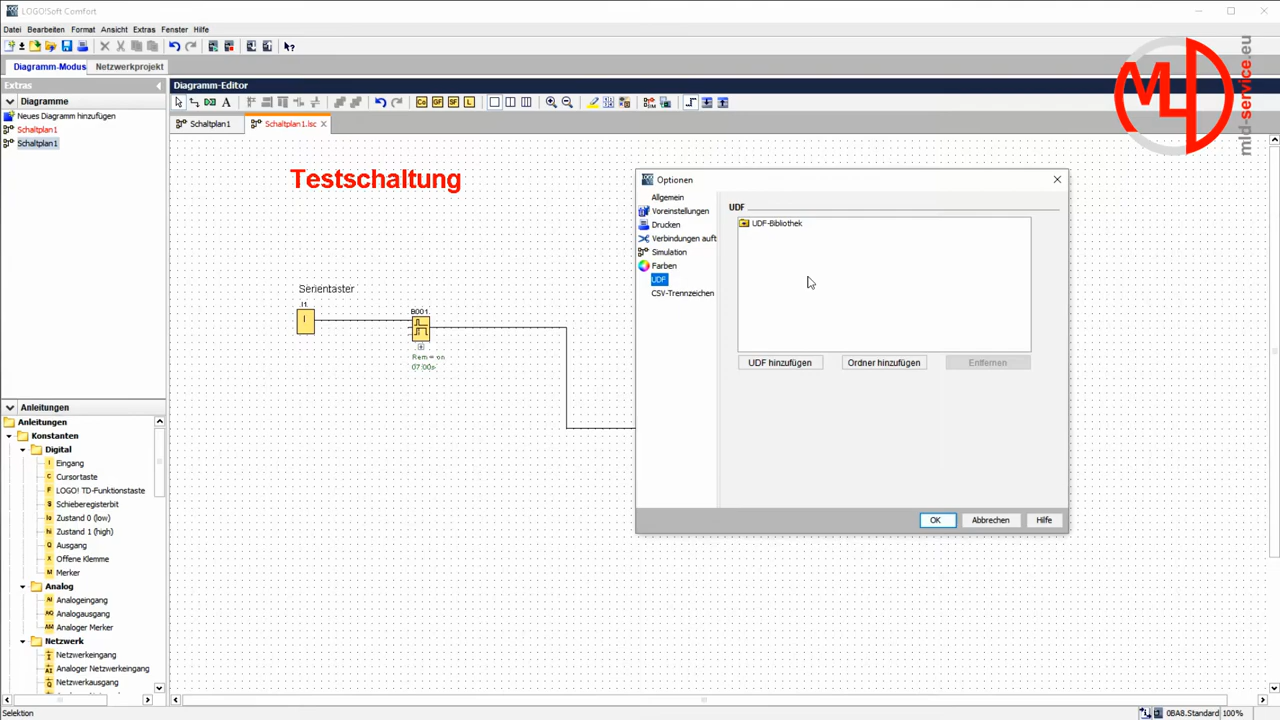 LOGO!Soft Comfort
Datei Bearbeiten Format Ansicht Extras Fenster Hilfe
Diagramm-Modus Netzwerkprojekt
Extras
Diagramme
Neues Diagramm hinzufügen
Schaltplan1
Schaltplan1
Anleitungen
Anleitungen
Konstanten
Digital
Eingang
Cursortaste
LOGO! TD-Funktionstaste
Schieberegisterbit
Zustand 0 (low)
Zustand 1 (high)
Ausgang
Offene Klemme
Merker
Analog
Analogeingang
Analogausgang
Analoger Merker
Netzwerk
Netzwerkeingang
Analoger Netzwerkeingang
Netzwerkausgang
Diagramm-Editor
Schaltplan1 Schaltplan1.lsc
Testschaltung
Serientaster
I1
I
B001
Rem = on
07:00s
Optionen
Allgemein
Voreinstellungen
Drucken
Verbindungen auft
Simulation
Farben
UDF
CSV-Trennzeichen
UDF
UDF-Bibliothek
UDF hinzufügen Ordner hinzufügen Entfernen
OK Abbrechen Hilfe
MLD
mld-service.eu
Selektion
0BA8.Standard 100%